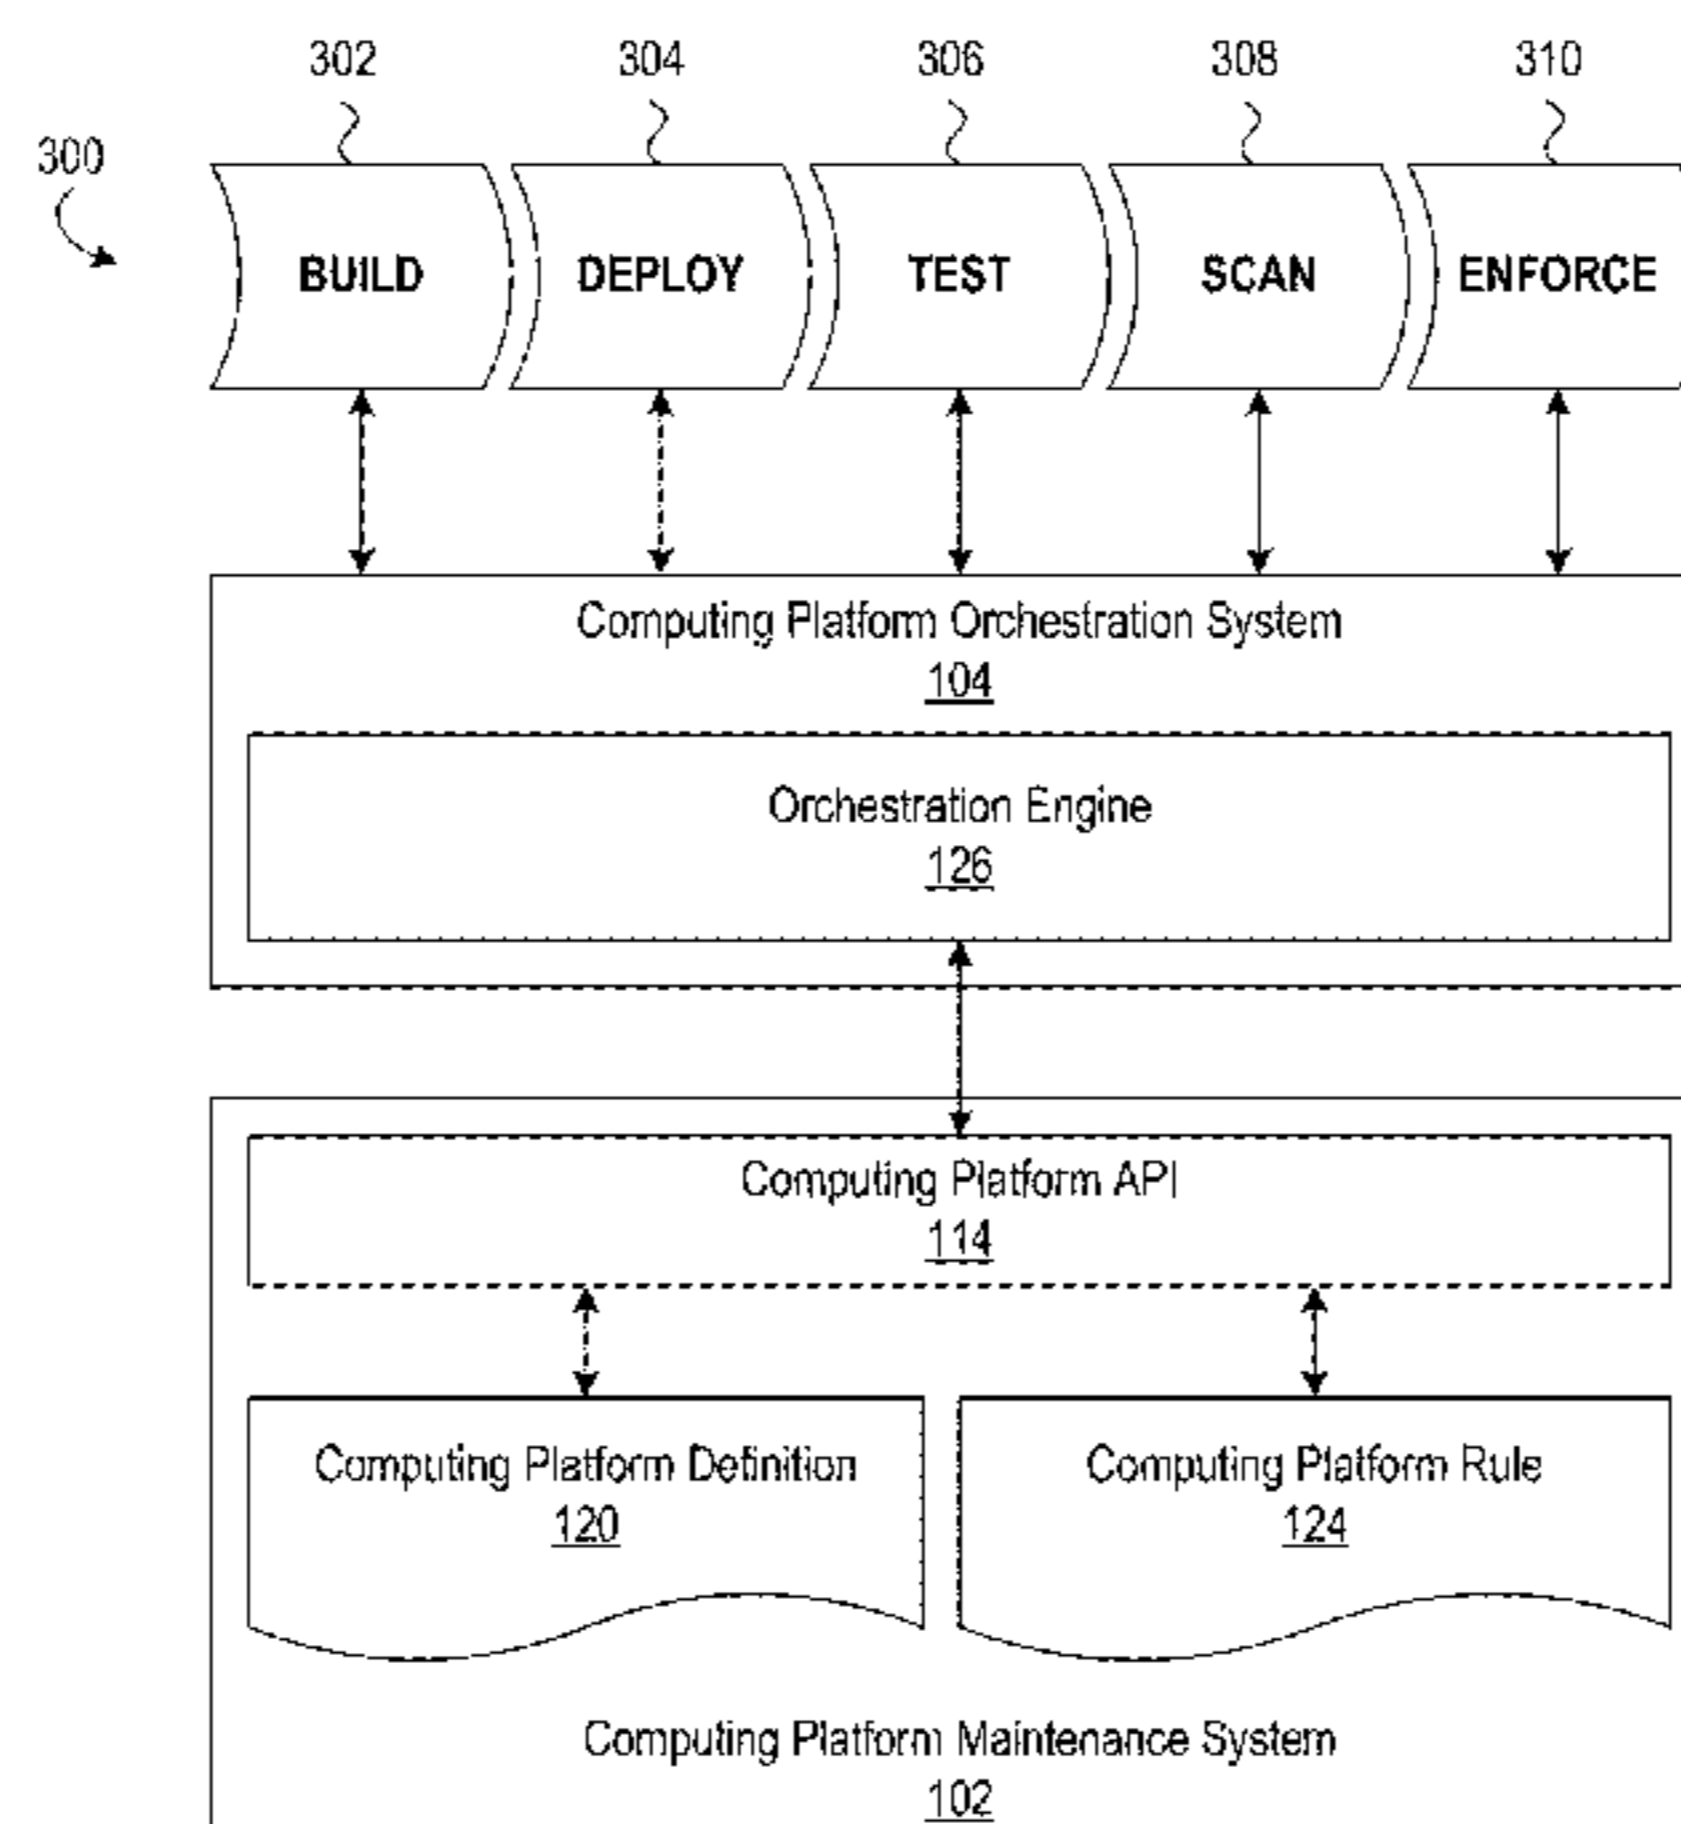 302 304 306 308 310
300
BUILD DEPLOY TEST SCAN ENFORCE
Computing Platform Orchestration System
104
Orchestration Engine
126
Computing Platform API
114
Computing Platform Definition
120
Computing Platform Rule
124
Computing Platform Maintenance System
102